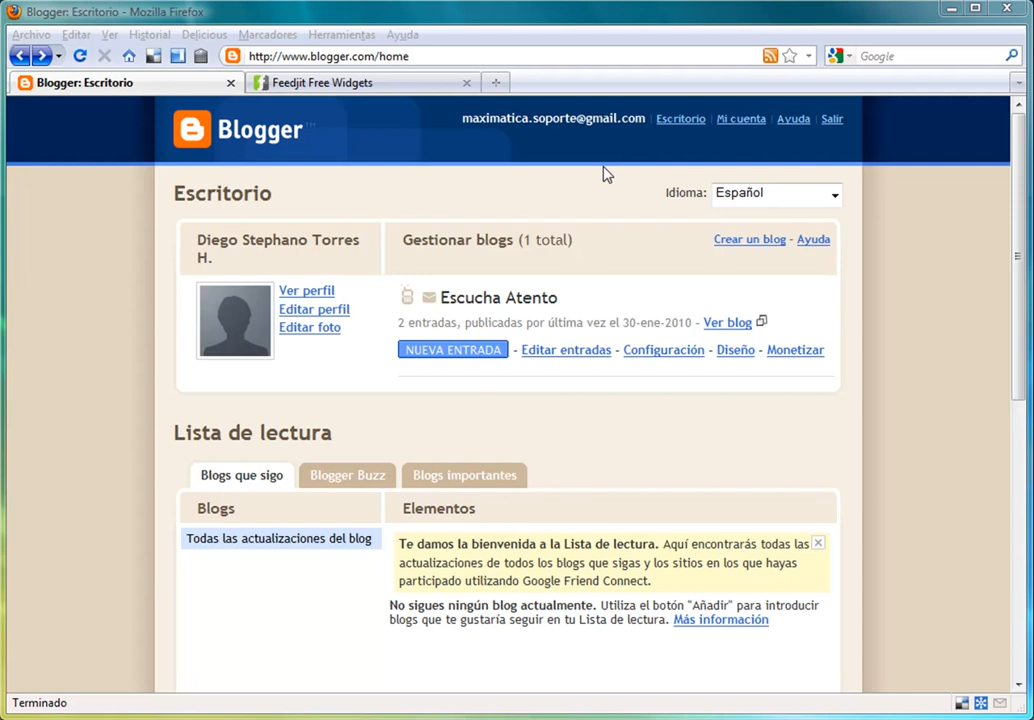 Blogger: Escritorio - Mozilla Firefox
Archivo Editar Ver Historial Delicious Marcadores Herramientas Ayuda
http://www.blogger.com/home
Google
Blogger: Escritorio
Feedjit Free Widgets
Blogger™
maximatica.soporte@gmail.com | Escritorio | Mi cuenta | Ayuda | Salir
Escritorio
Idioma: Español
Diego Stephano Torres
H.
Ver perfil
Editar perfil
Editar foto
Gestionar blogs (1 total)
Crear un blog - Ayuda
Escucha Atento
2 entradas, publicadas por última vez el 30-ene-2010 - Ver blog
NUEVA ENTRADA - Editar entradas - Configuración - Diseño - Monetizar
Lista de lectura
Blogs que sigo
Blogger Buzz
Blogs importantes
Blogs
Elementos
Todas las actualizaciones del blog
Te damos la bienvenida a la Lista de lectura. Aquí encontrarás todas las
actualizaciones de todos los blogs que sigas y los sitios en los que hayas
participado utilizando Google Friend Connect.
No sigues ningún blog actualmente. Utiliza el botón "Añadir" para introducir
blogs que te gustaría seguir en tu Lista de lectura. Más información
Terminado